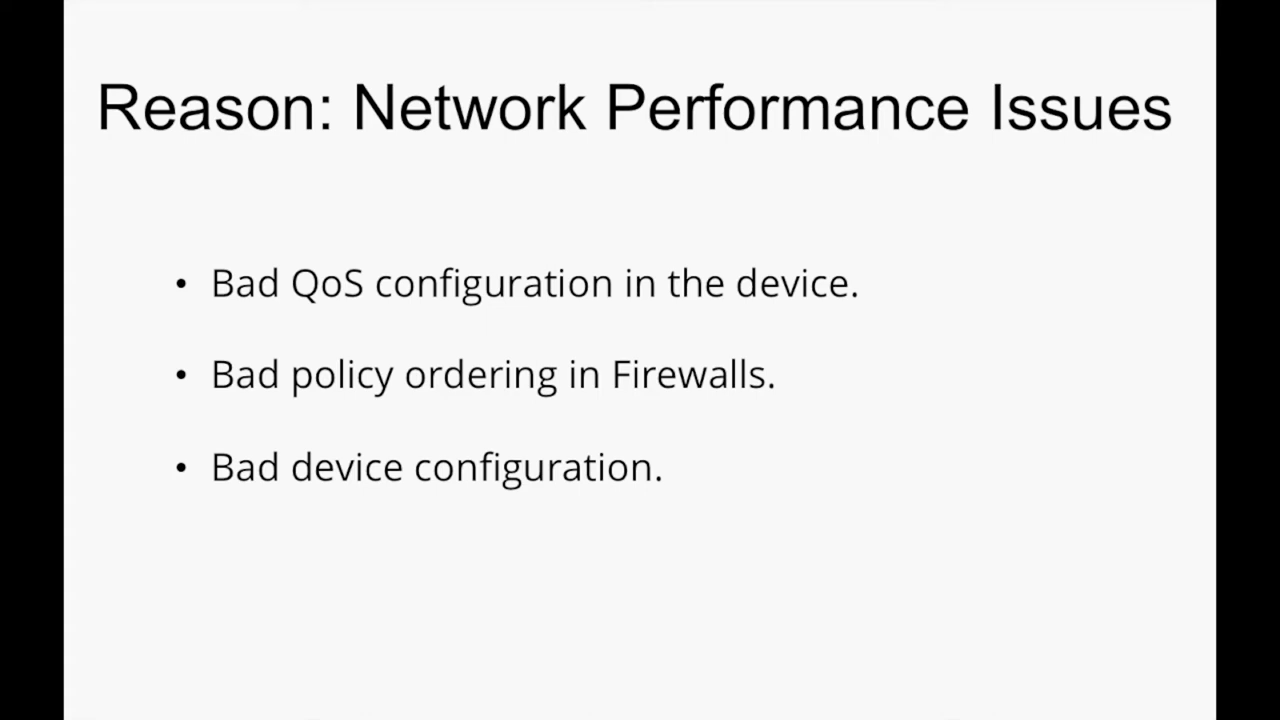 Reason: Network Performance Issues
• Bad QoS configuration in the device.
• Bad policy ordering in Firewalls.
• Bad device configuration.